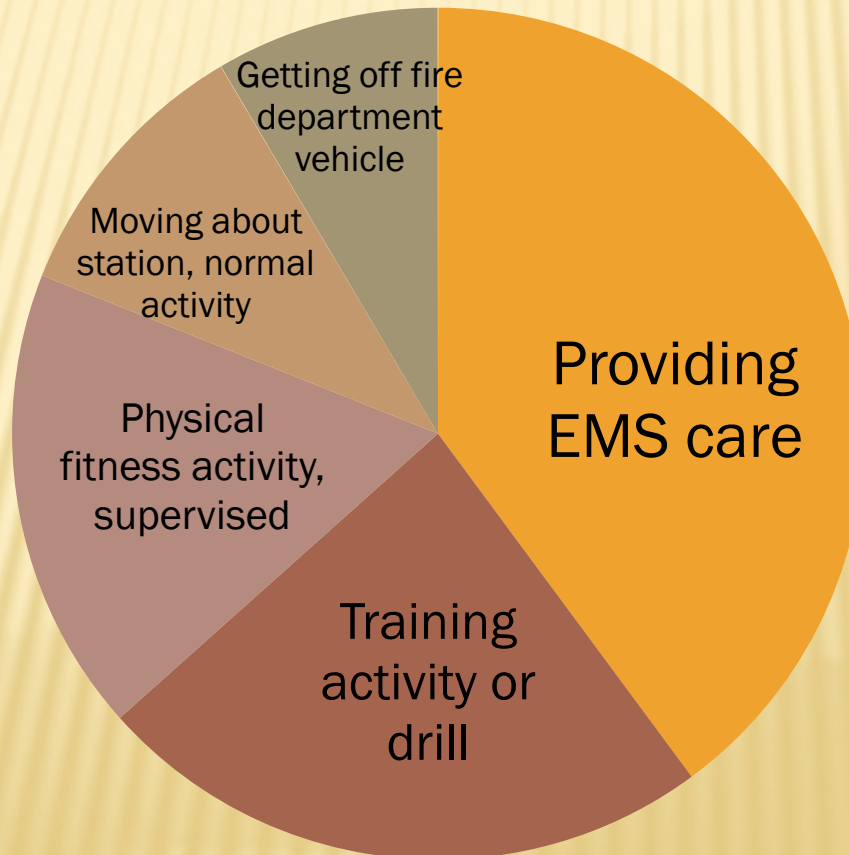 Getting off fire
department
vehicle
Moving about
station, normal
activity
Providing
EMS care
Physical
fitness activity,
supervised
Training
activity or
drill